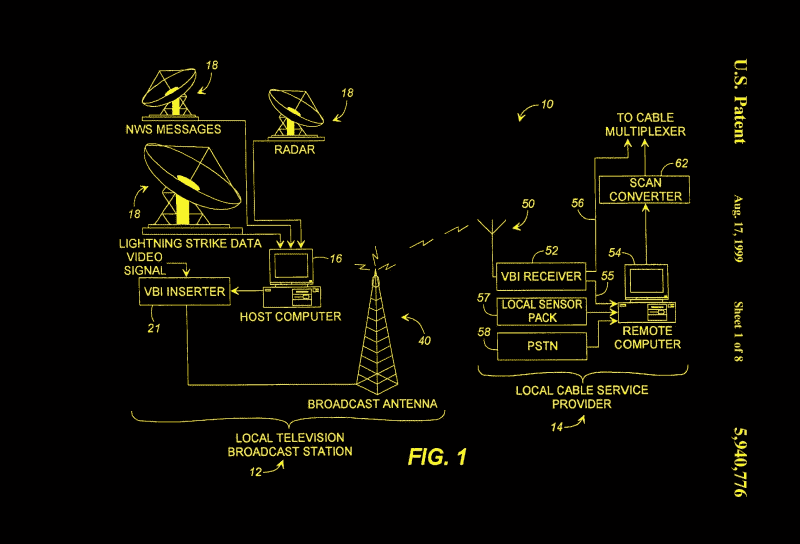 U.S. Patent
Aug. 17, 1999
Sheet 1 of 8
5,940,776
18
NWS MESSAGES
18
RADAR
18
LIGHTNING STRIKE DATA
VIDEO
SIGNAL
VBI INSERTER
21
16
HOST COMPUTER
40
BROADCAST ANTENNA
LOCAL TELEVISION
BROADCAST STATION
12
10
TO CABLE
MULTIPLEXER
62
SCAN
CONVERTER
56
50
52
VBI RECEIVER
54
55
57
LOCAL SENSOR
PACK
58
PSTN
REMOTE
COMPUTER
LOCAL CABLE SERVICE
PROVIDER
14
FIG. 1